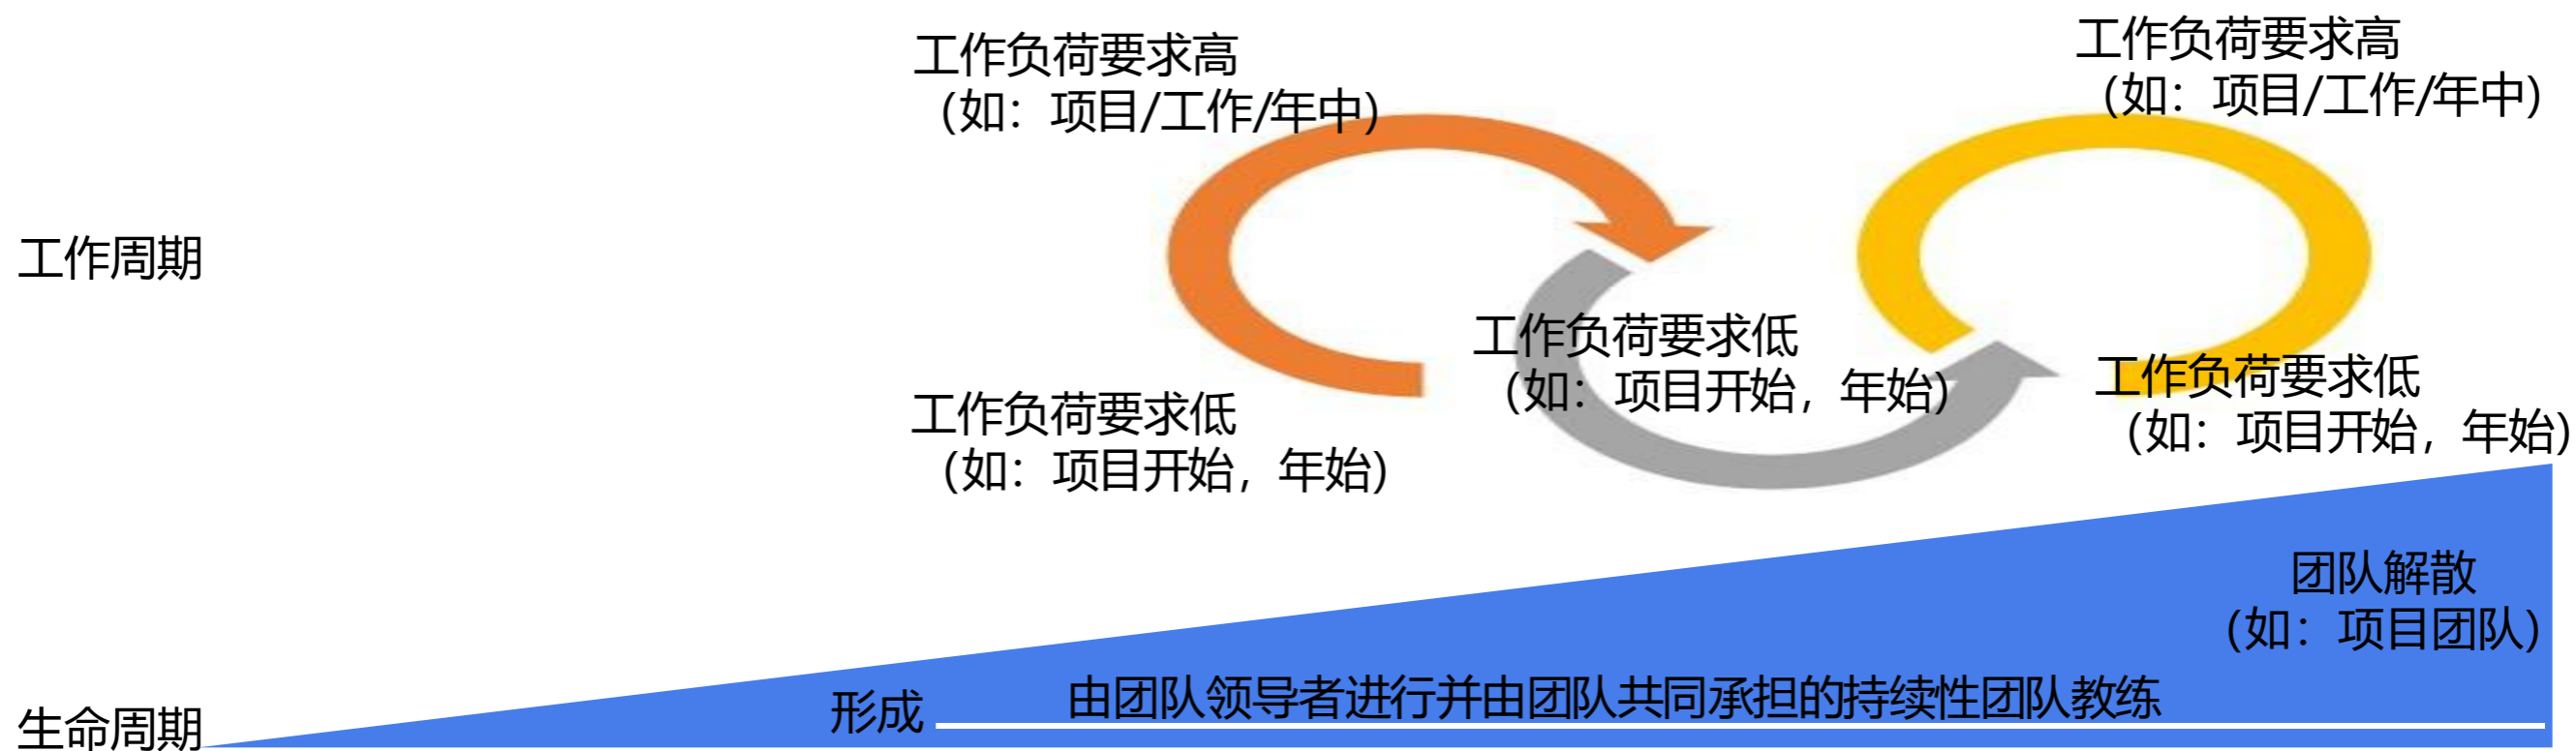 工作负荷要求高
（如：项目/工作/年中）
工作负荷要求高
（如：项目/工作/年中）
工作周期
工作负荷要求低
（如：项目开始，年始）
工作负荷要求低
（如：项目开始，年始）
工作负荷要求低
（如：项目开始，年始）
团队解散
（如：项目团队）
形成
由团队领导者进行并由团队共同承担的持续性团队教练
生命周期